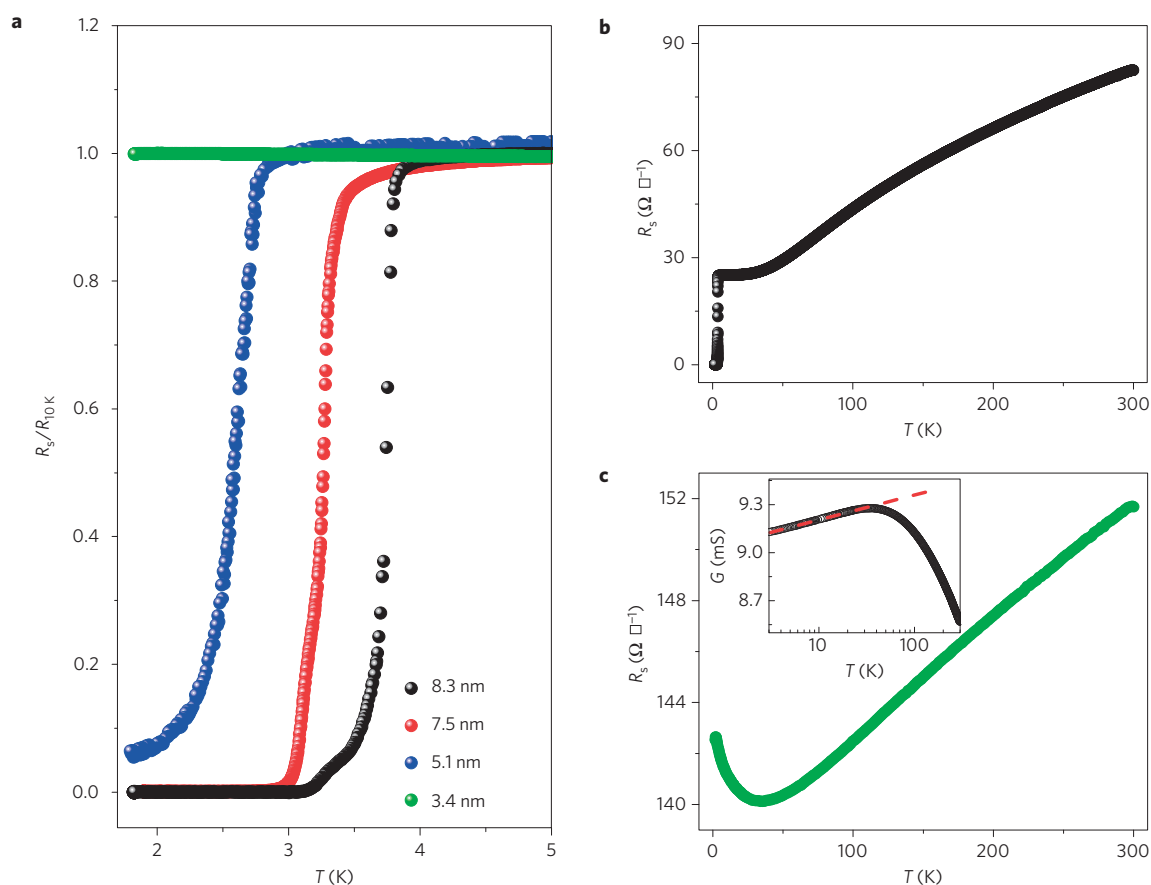 a
1.2
1.0
0.8
0.6
0.4
0.2
0.0
Rs/R10 K
2
3
4
5
T (K)
8.3 nm
7.5 nm
5.1 nm
3.4 nm
b
90
60
30
0
Rs (Ω □⁻¹)
0
100
200
300
T (K)
c
152
148
144
140
Rs (Ω □⁻¹)
0
100
200
300
T (K)
9.3
9.0
8.7
G (mS)
10
100
T (K)